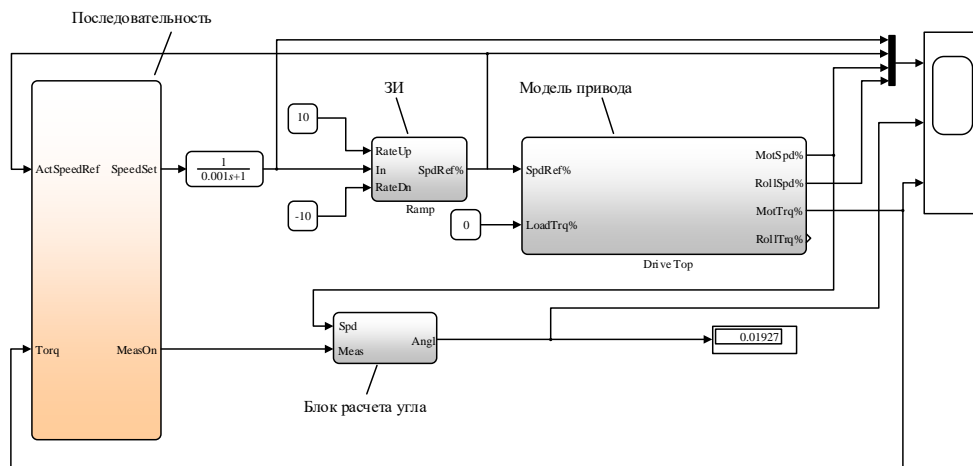 Последовательность
ЗИ
Модель привода
10
RateUp
ActSpeedRef
SpeedSet
1
0.001s+1
In
SpdRef%
RateDn
Ramp
-10
0
SpdRef%
LoadTrq%
MotSpd%
RollSpd%
MotTrq%
RollTrq%
Drive Top
Spd
Meas
Angl
0.01927
Torq
MeasOn
Блок расчета угла